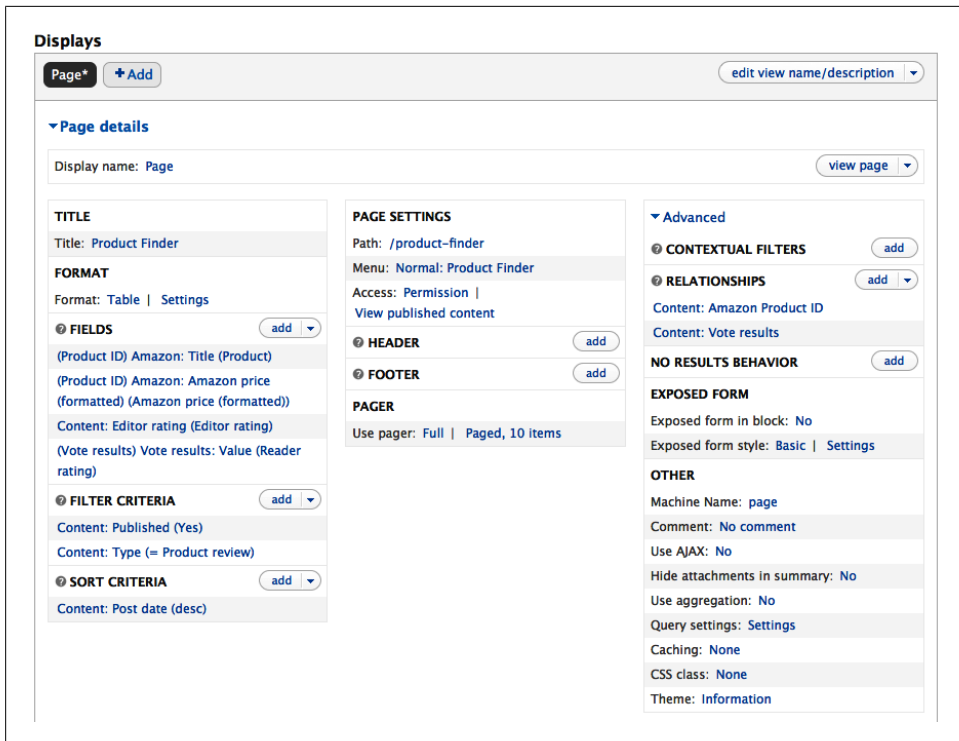 Displays
Page*
+Add
edit view name/description
Page details
Display name: Page
view page
TITLE
Title: Product Finder
FORMAT
Format: Table | Settings
FIELDS
add
(Product ID) Amazon: Title (Product)
(Product ID) Amazon: Amazon price
(formatted) (Amazon price (formatted))
Content: Editor rating (Editor rating)
(Vote results) Vote results: Value (Reader
rating)
FILTER CRITERIA
add
Content: Published (Yes)
Content: Type (= Product review)
SORT CRITERIA
add
Content: Post date (desc)
PAGE SETTINGS
Path: /product-finder
Menu: Normal: Product Finder
Access: Permission |
View published content
HEADER
add
FOOTER
add
PAGER
Use pager: Full | Paged, 10 items
Advanced
CONTEXTUAL FILTERS
add
RELATIONSHIPS
add
Content: Amazon Product ID
Content: Vote results
NO RESULTS BEHAVIOR
add
EXPOSED FORM
Exposed form in block: No
Exposed form style: Basic | Settings
OTHER
Machine Name: page
Comment: No comment
Use AJAX: No
Hide attachments in summary: No
Use aggregation: No
Query settings: Settings
Caching: None
CSS class: None
Theme: Information